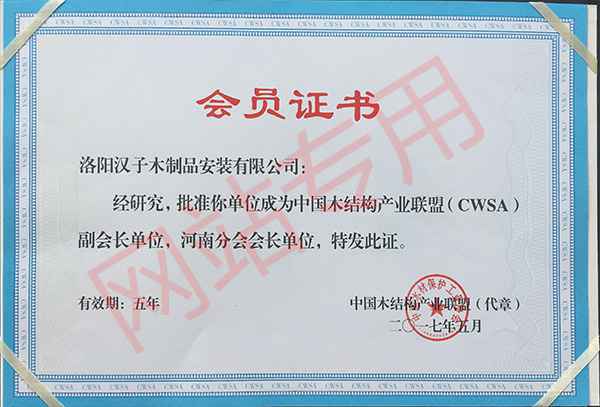 会员证书
洛阳汉子木制品安装有限公司:
经研究,批准你单位成为中国木结构产业联盟(CWSA)
副会长单位,河南分会会长单位,特发此证。
有效期:五年
中国木结构产业联盟(代章)
二〇一七年五月
网站专用